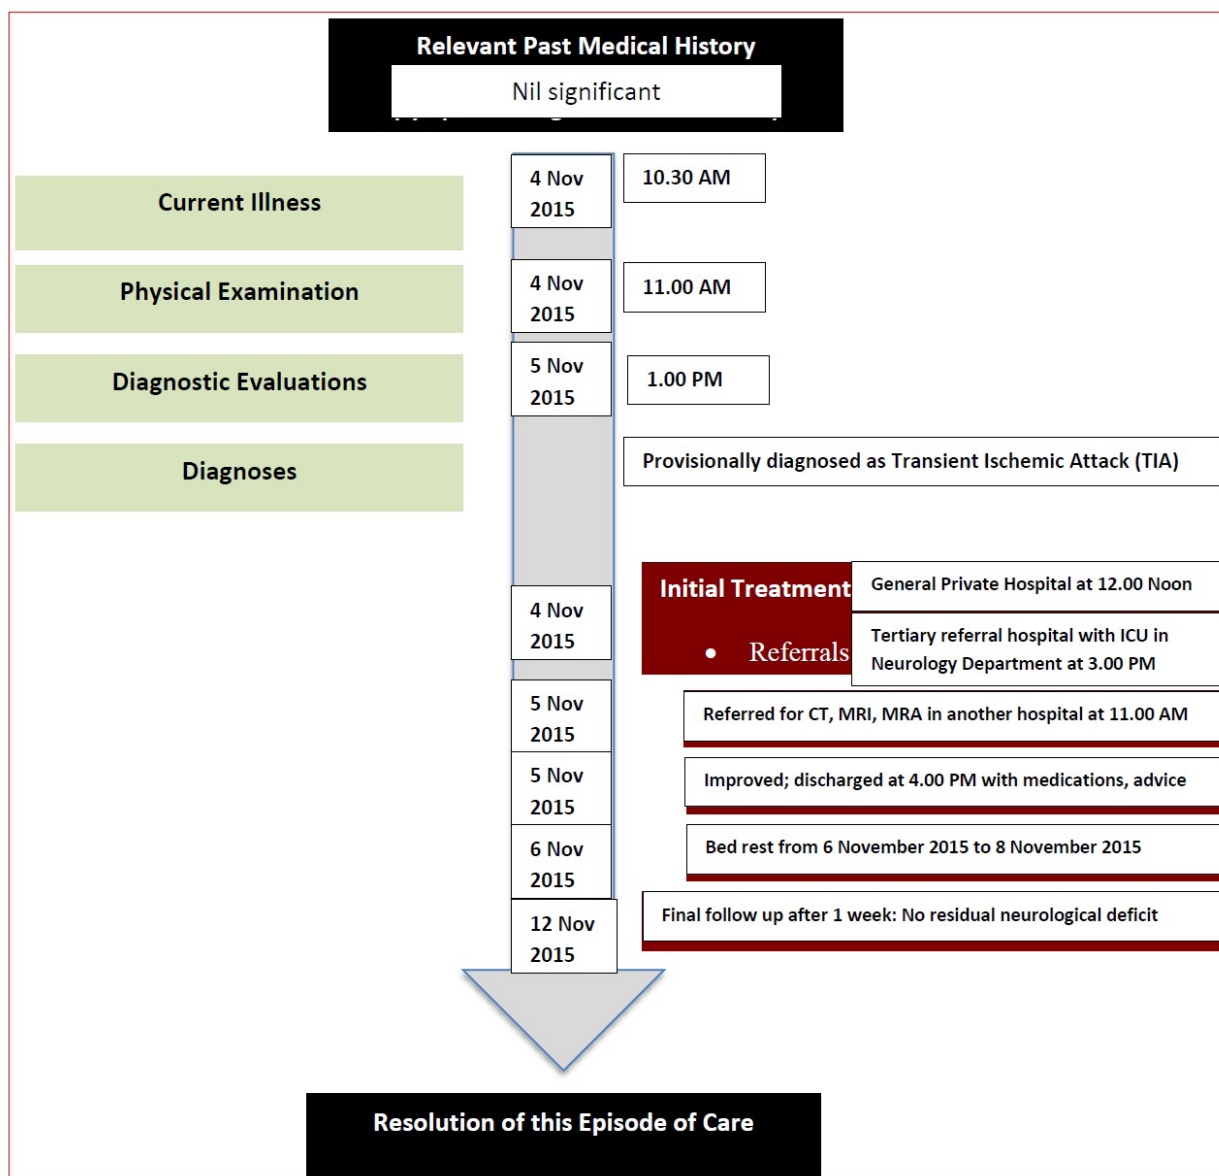 Relevant Past Medical History
Nil significant
Current Illness
4 Nov
2015
10.30 AM
Physical Examination
4 Nov
2015
11.00 AM
Diagnostic Evaluations
5 Nov
2015
1.00 PM
Diagnoses
Provisionally diagnosed as Transient Ischemic Attack (TIA)
4 Nov
2015
Initial Treatment
• Referrals
General Private Hospital at 12.00 Noon
Tertiary referral hospital with ICU in
Neurology Department at 3.00 PM
5 Nov
2015
Referred for CT, MRI, MRA in another hospital at 11.00 AM
5 Nov
2015
Improved; discharged at 4.00 PM with medications, advice
6 Nov
2015
Bed rest from 6 November 2015 to 8 November 2015
12 Nov
2015
Final follow up after 1 week: No residual neurological deficit
Resolution of this Episode of Care